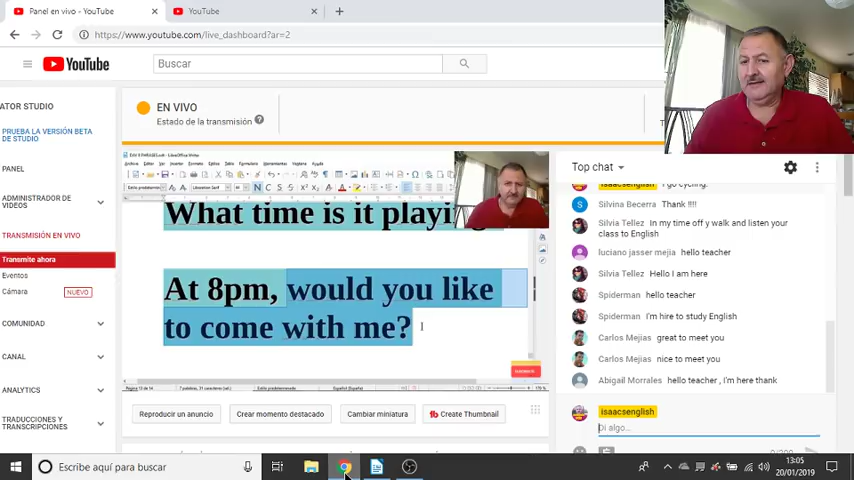 Panel en vivo - YouTube
YouTube
https://www.youtube.com/live_dashboard?ar=2
YouTube
Buscar
ATOR STUDIO
PRUEBA LA VERSIÓN BETA
DE STUDIO
PANEL
ADMINISTRADOR DE
VIDEOS
TRANSMISIÓN EN VIVO
Transmite ahora
Eventos
Cámara
NUEVO
COMUNIDAD
CANAL
ANALYTICS
TRADUCCIONES Y
TRANSCRIPCIONES
EN VIVO
Estado de la transmisión
What time is it playin
At 8pm, would you like
to come with me?
Reproducir un anuncio
Crear momento destacado
Cambiar miniatura
Create Thumbnail
Top chat
isaacsenglish I go cycling.
Silvina Becerra Thank !!!!
Silvia Tellez In my time off y walk and listen your
class to English
luciano jasser mejia hello teacher
Silvia Tellez Hello I am here
Spiderman hello teacher
Spiderman I'm hire to study English
Carlos Mejias great to meet you
Carlos Mejias nice to meet you
Abigail Morrales hello teacher , I'm here thank
isaacsenglish
Di algo...
Escribe aquí para buscar
13:05
20/01/2019